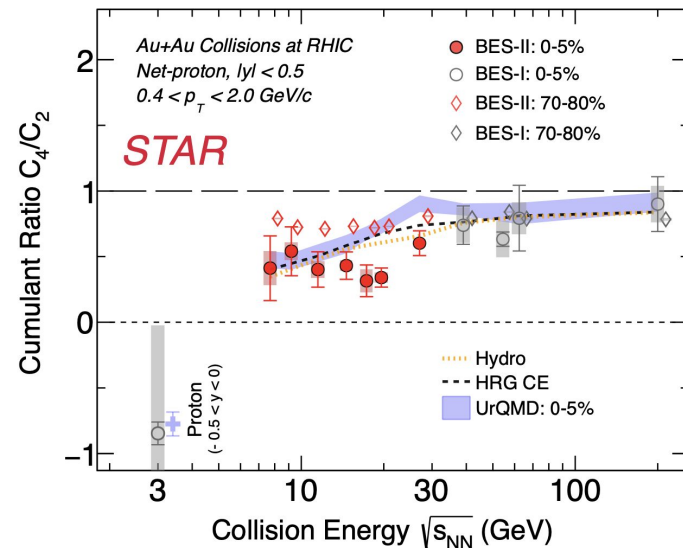 Au+Au Collisions at RHIC
Net-proton, |y| < 0.5
0.4 < p_T < 2.0 GeV/c
STAR
BES-II: 0-5%
BES-I: 0-5%
BES-II: 70-80%
BES-I: 70-80%
Cumulant Ratio C₄/C₂
2
1
0
−1
Proton
(- 0.5 < y < 0)
Hydro
HRG CE
UrQMD: 0-5%
3
10
30
100
Collision Energy √s_NN (GeV)